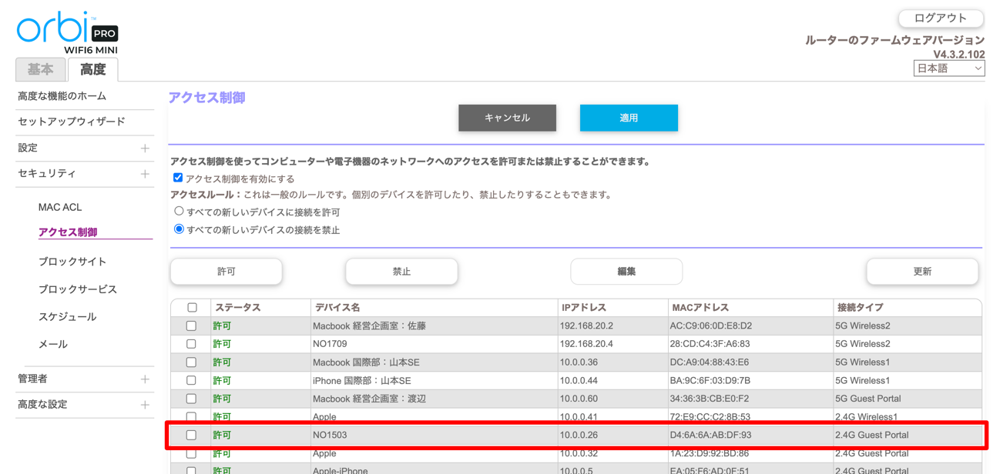 orbi™ PRO
WIFI6 MINI
ログアウト
ルーターのファームウェアバージョン
V4.3.2.102
日本語
基本
高度
高度な機能のホーム
セットアップウィザード
設定
セキュリティ
MAC ACL
アクセス制御
ブロックサイト
ブロックサービス
スケジュール
メール
管理者
高度な設定
アクセス制御
キャンセル
適用
アクセス制御を使ってコンピューターや電子機器のネットワークへのアクセスを許可または禁止することができます。
アクセス制御を有効にする
アクセスルール：これは一般のルールです。個別のデバイスを許可したり、禁止したりすることもできます。
すべての新しいデバイスに接続を許可
すべての新しいデバイスの接続を禁止
許可 禁止 編集 更新
ステータス デバイス名 IPアドレス MACアドレス 接続タイプ
許可 Macbook 経営企画室：佐藤 192.168.20.2 AC:C9:06:0D:E8:D2 5G Wireless2
許可 NO1709 192.168.20.4 28:CD:C4:3F:A6:83 5G Wireless2
許可 Macbook 国際部：山本SE 10.0.0.36 DC:A9:04:88:43:E6 5G Wireless1
許可 iPhone 国際部：山本SE 10.0.0.44 BA:9C:6F:03:D9:7B 5G Wireless1
許可 Macbook 経営企画室：渡辺 10.0.0.60 34:36:3B:CB:E0:F2 5G Guest Portal
許可 Apple 10.0.0.41 72:E9:CC:C2:8B:53 2.4G Wireless1
許可 NO1503 10.0.0.26 D4:6A:6A:AB:DF:93 2.4G Guest Portal
許可 Apple 10.0.0.32 1A:23:D9:92:BD:86 2.4G Guest Portal
許可 Apple-iPhone 10.0.0.5 EA:05:F6:AD:0F:51 2.4G Guest Portal